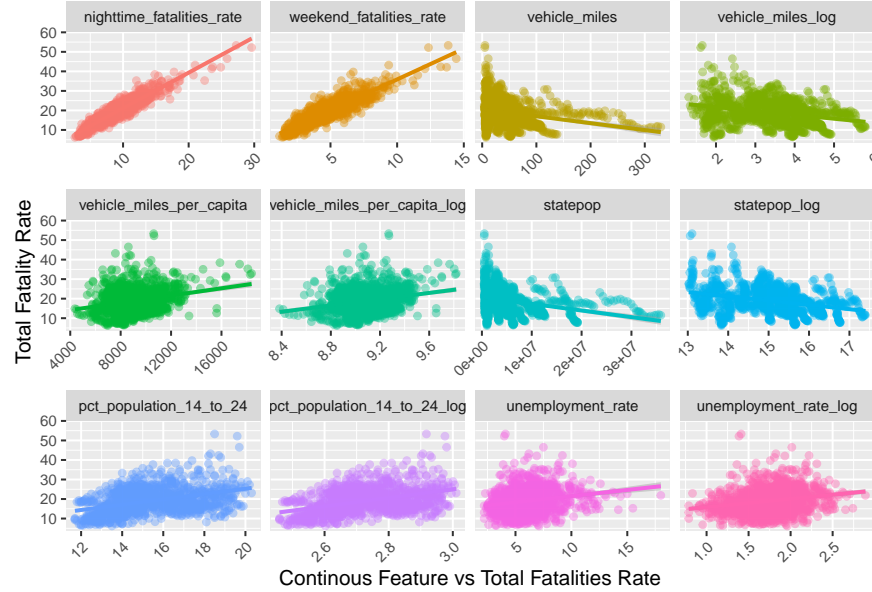 nighttime_fatalities_rate weekend_fatalities_rate vehicle_miles vehicle_miles_log
60
50
40
30
20
10
10 20 30 5 10 15 0 100 200 300 2 3 4 5 6
vehicle_miles_per_capita vehicle_miles_per_capita_log statepop statepop_log
60
50
40
30
20
10
4000 8000 12000 16000 8.4 8.8 9.2 9.6 0e+00 1e+07 2e+07 3e+07 13 14 15 16 17
pct_population_14_to_24 pct_population_14_to_24_log unemployment_rate unemployment_rate_log
60
50
40
30
20
10
12 14 16 18 20 2.6 2.8 3.0 5 10 15 1.0 1.5 2.0 2.5
Total Fatality Rate
Continous Feature vs Total Fatalities Rate